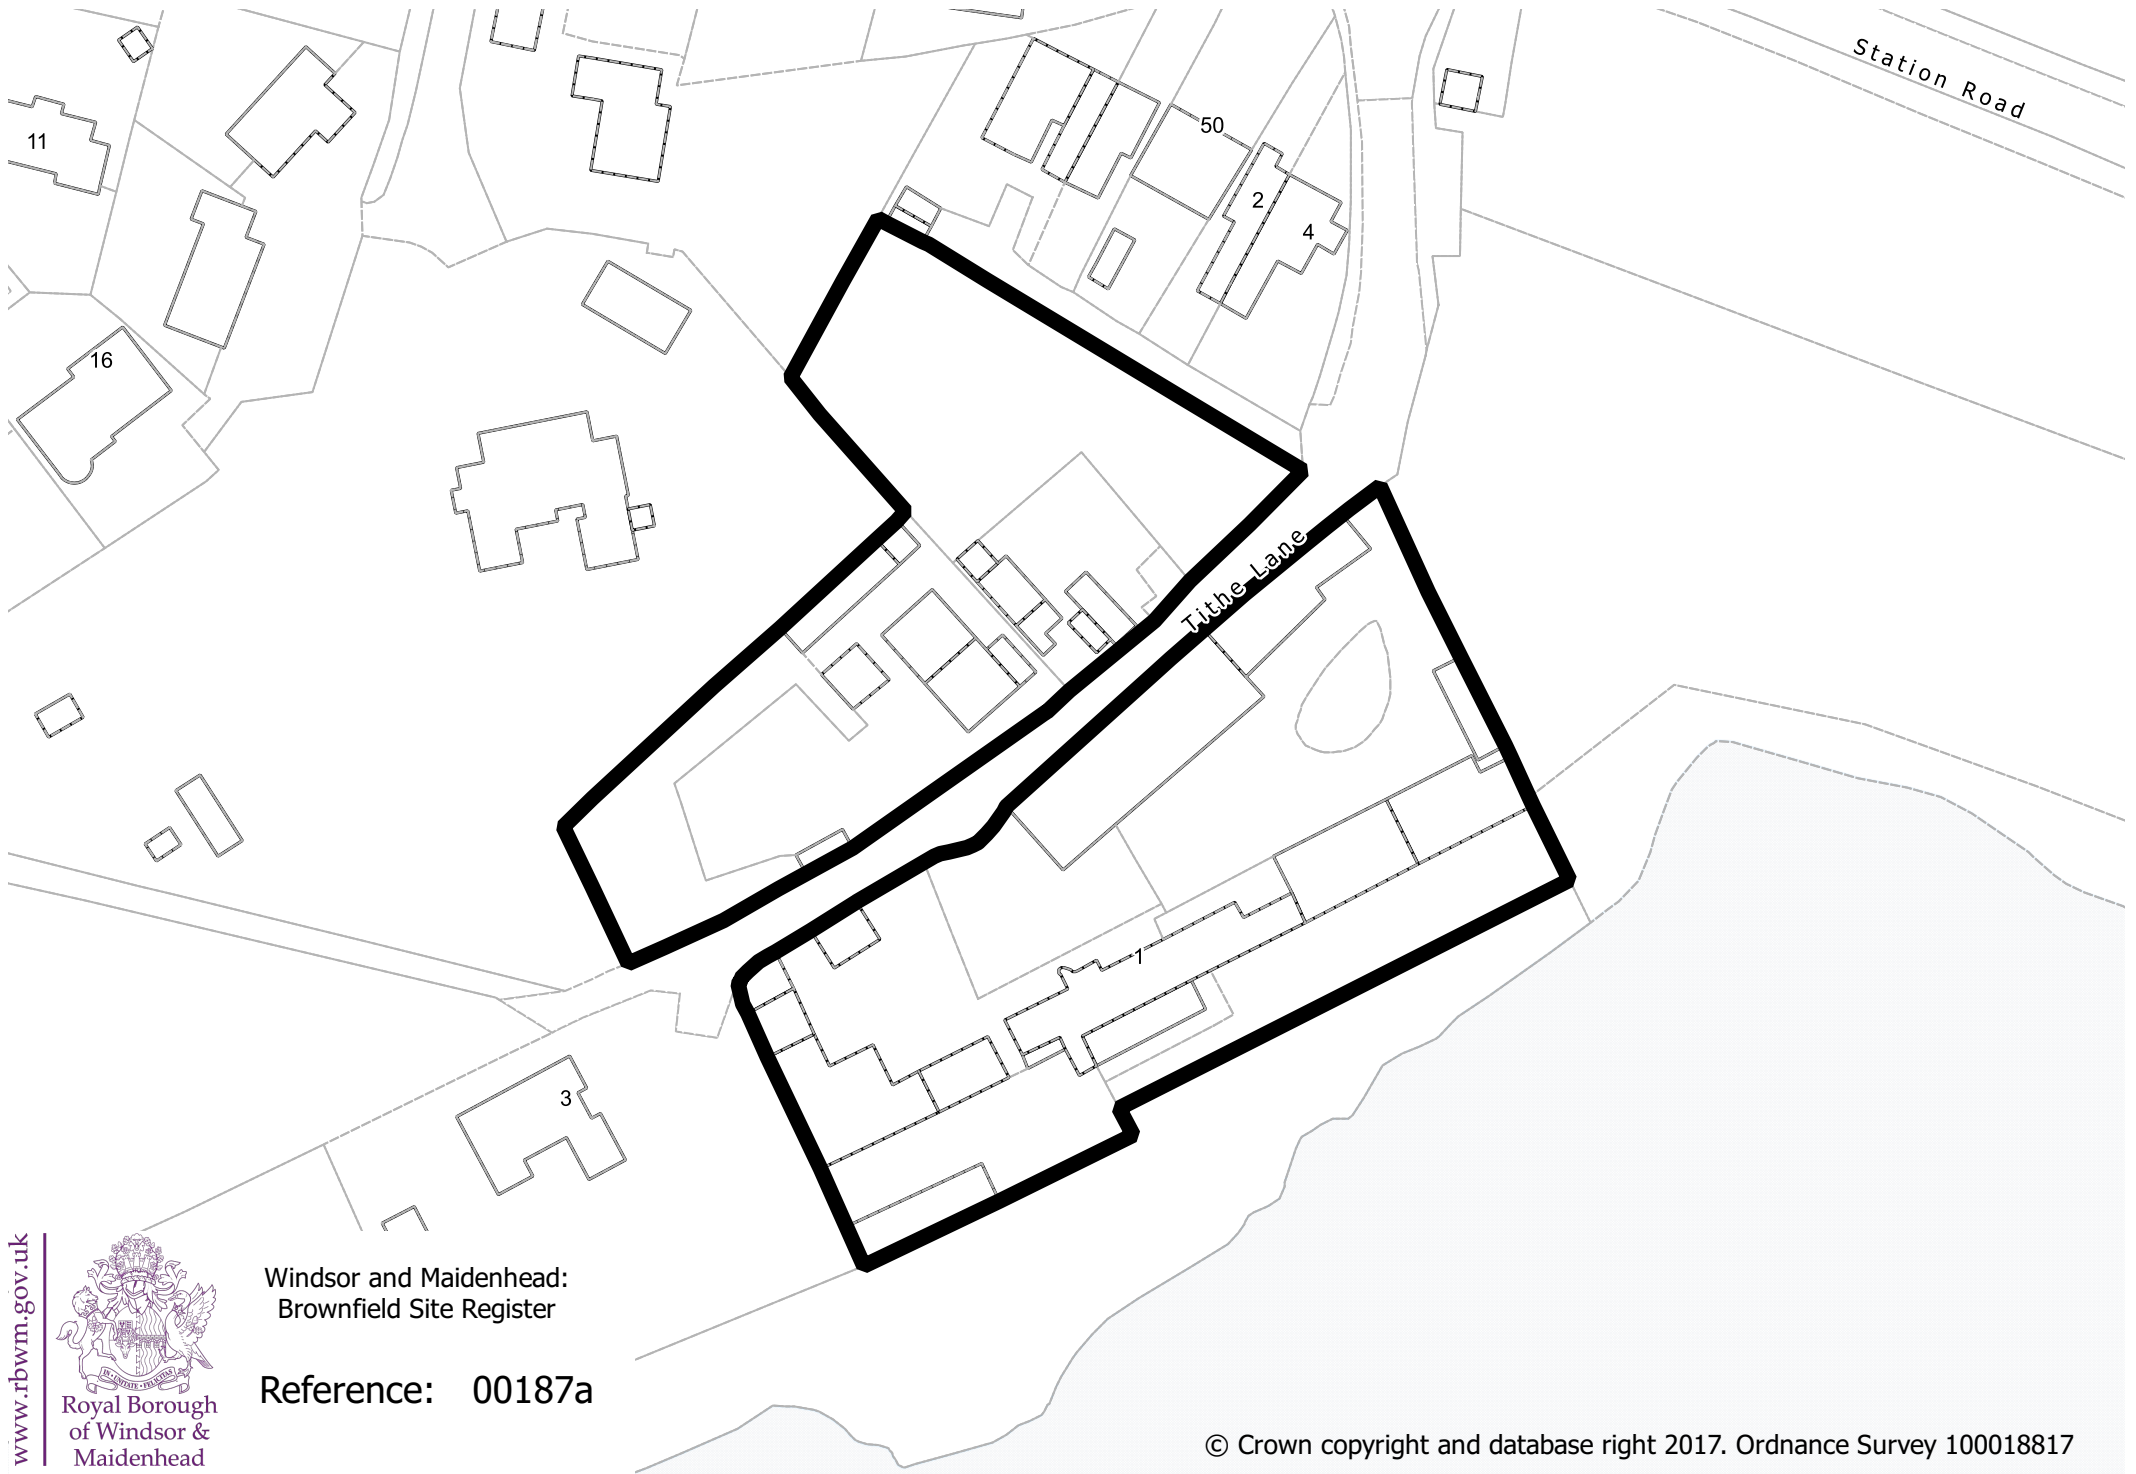 Station Road
11
50
2
4
16
Tithe Lane
1
3
www.rbwm.gov.uk
Windsor and Maidenhead:
Brownfield Site Register
Reference: 00187a
Royal Borough
of Windsor &
Maidenhead
© Crown copyright and database right 2017. Ordnance Survey 100018817